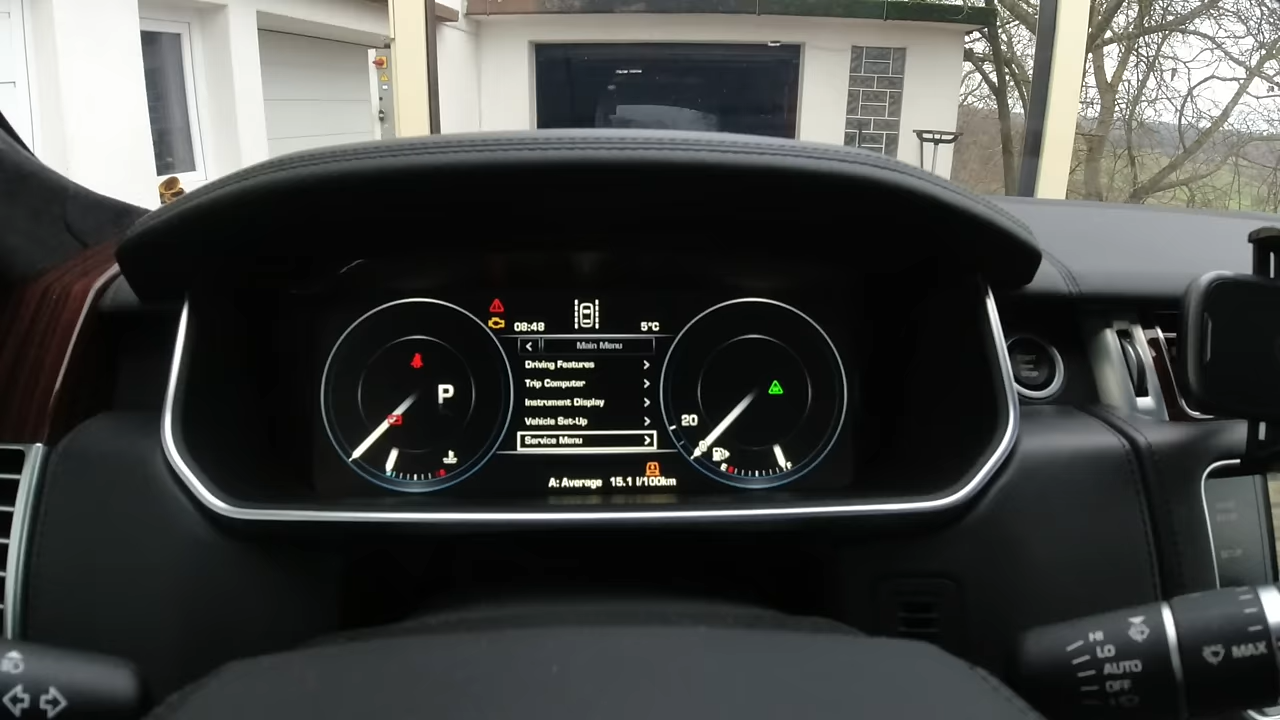 08:48 5°C
< Main Menu
Driving Features >
Trip Computer >
Instrument Display >
Vehicle Set-Up >
Service Menu >
A: Average 15.1 l/100km
P
20
0
E F
HI
LO
AUTO
OFF
MAX